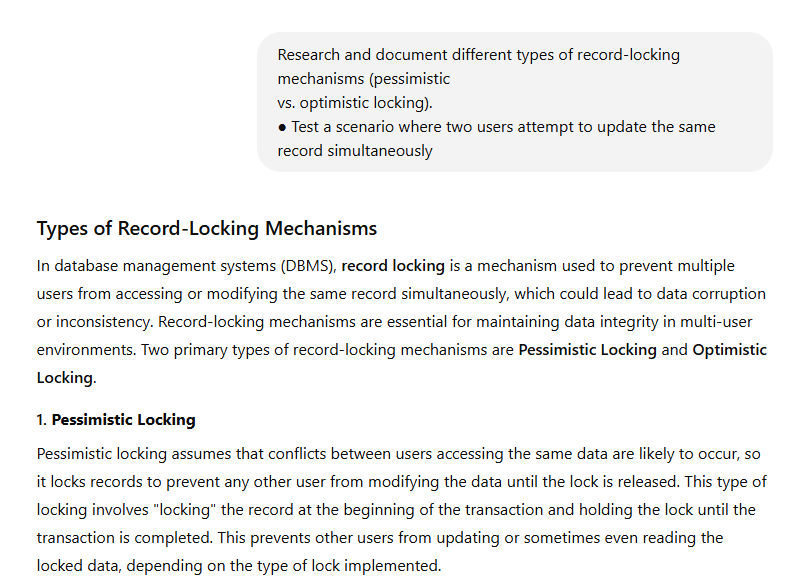 Research and document different types of record-locking
mechanisms (pessimistic
vs. optimistic locking).
● Test a scenario where two users attempt to update the same
record simultaneously
Types of Record-Locking Mechanisms
In database management systems (DBMS), record locking is a mechanism used to prevent multiple
users from accessing or modifying the same record simultaneously, which could lead to data corruption
or inconsistency. Record-locking mechanisms are essential for maintaining data integrity in multi-user
environments. Two primary types of record-locking mechanisms are Pessimistic Locking and Optimistic
Locking.
1. Pessimistic Locking
Pessimistic locking assumes that conflicts between users accessing the same data are likely to occur, so
it locks records to prevent any other user from modifying the data until the lock is released. This type of
locking involves "locking" the record at the beginning of the transaction and holding the lock until the
transaction is completed. This prevents other users from updating or sometimes even reading the
locked data, depending on the type of lock implemented.